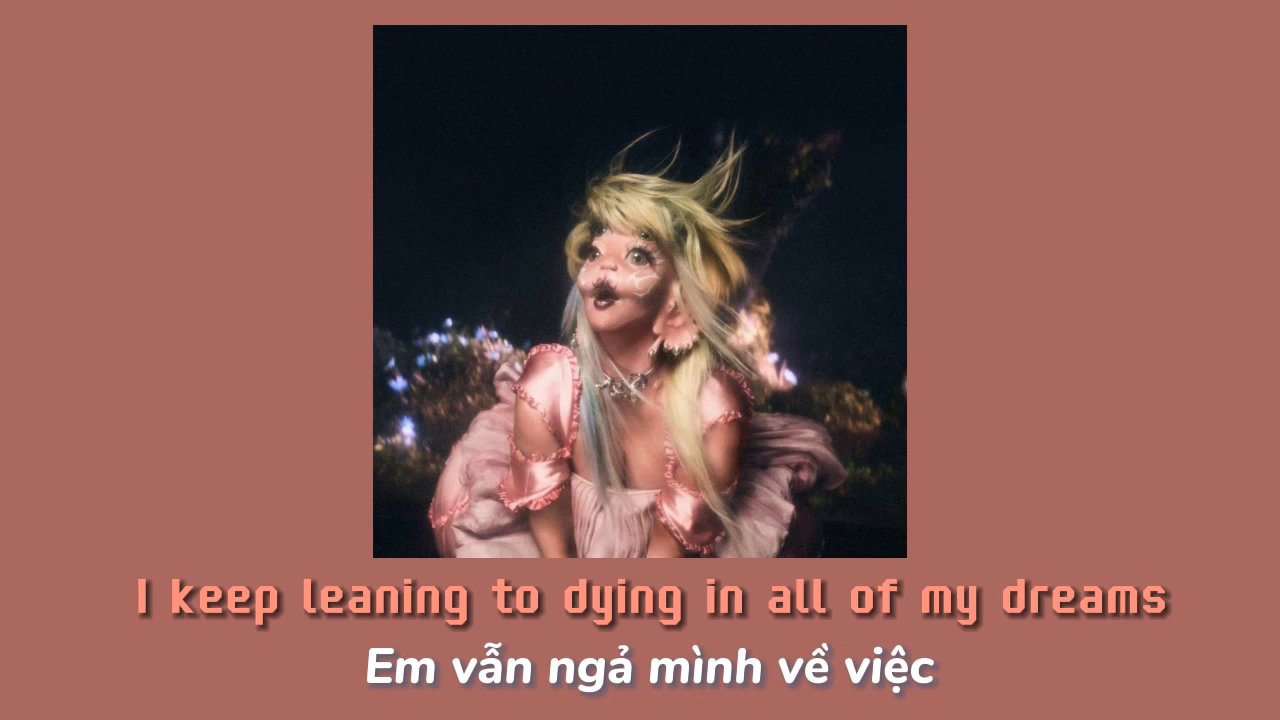 I keep leaning to dying in all of my dreams
Em vẫn ngả mình về việc